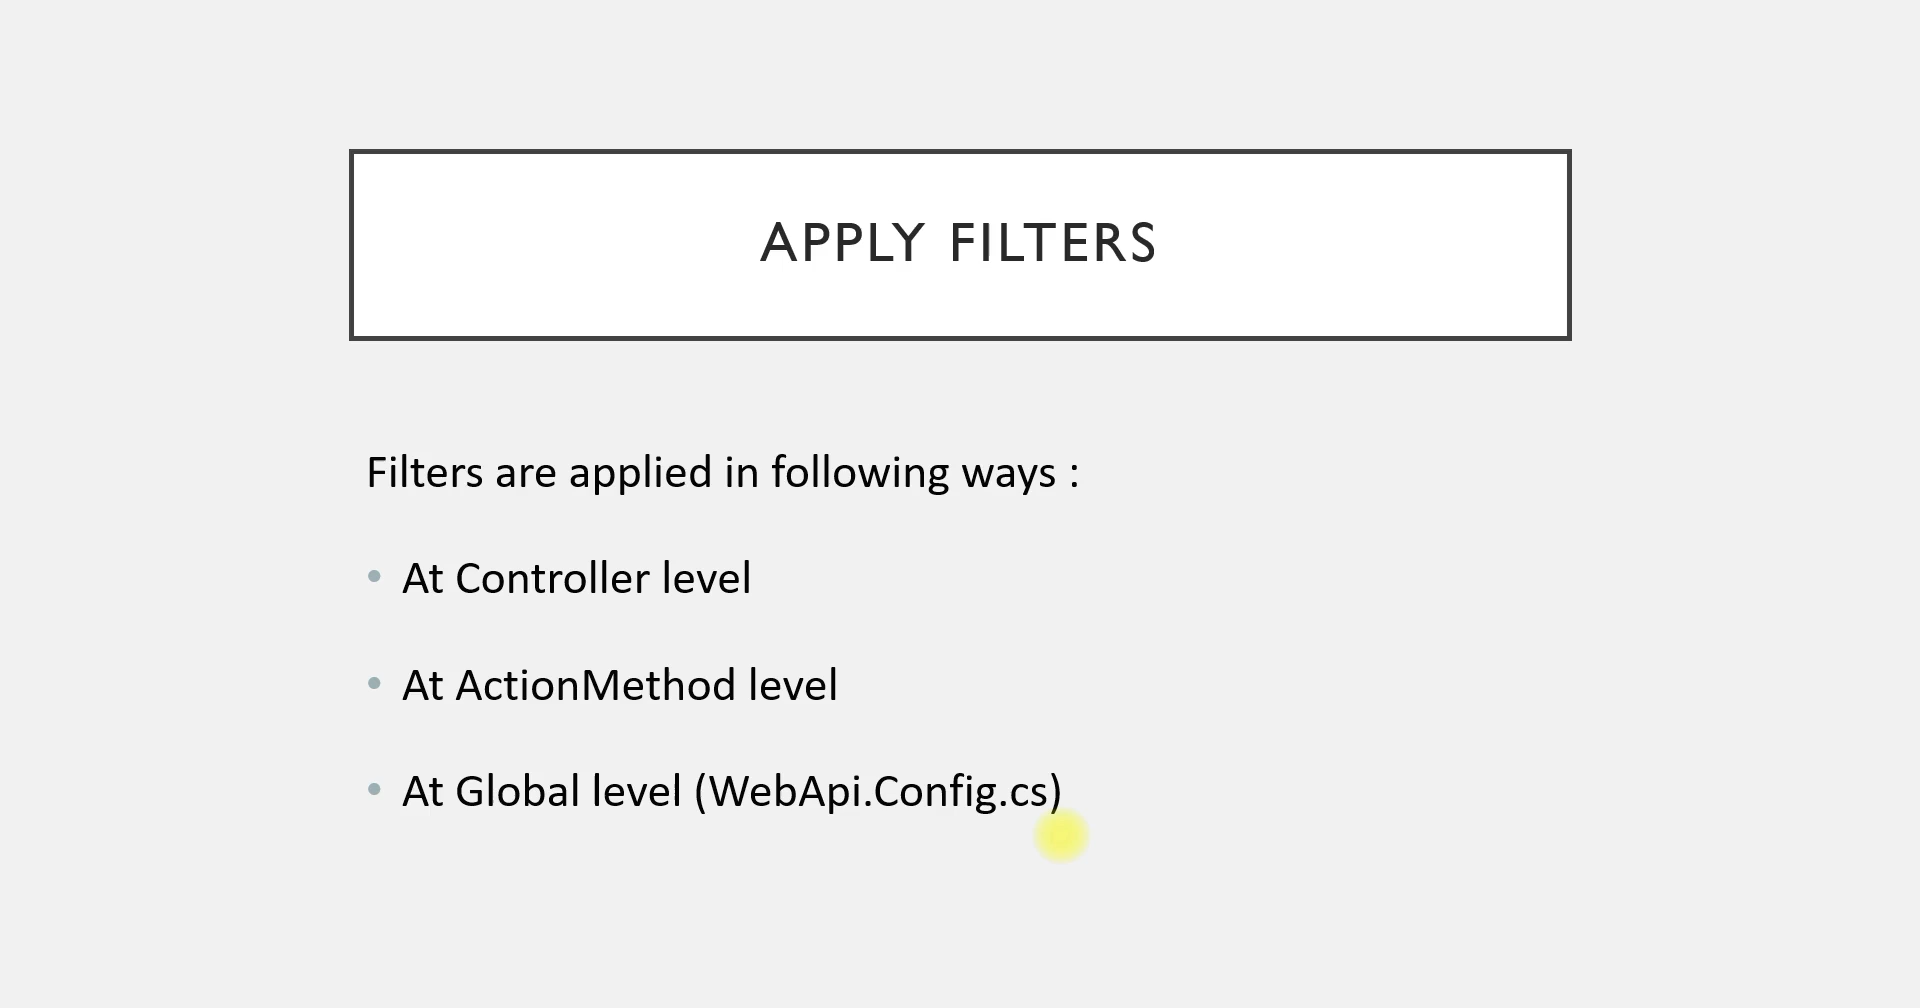 APPLY FILTERS
Filters are applied in following ways :
• At Controller level
• At ActionMethod level
• At Global level (WebApi.Config.cs)